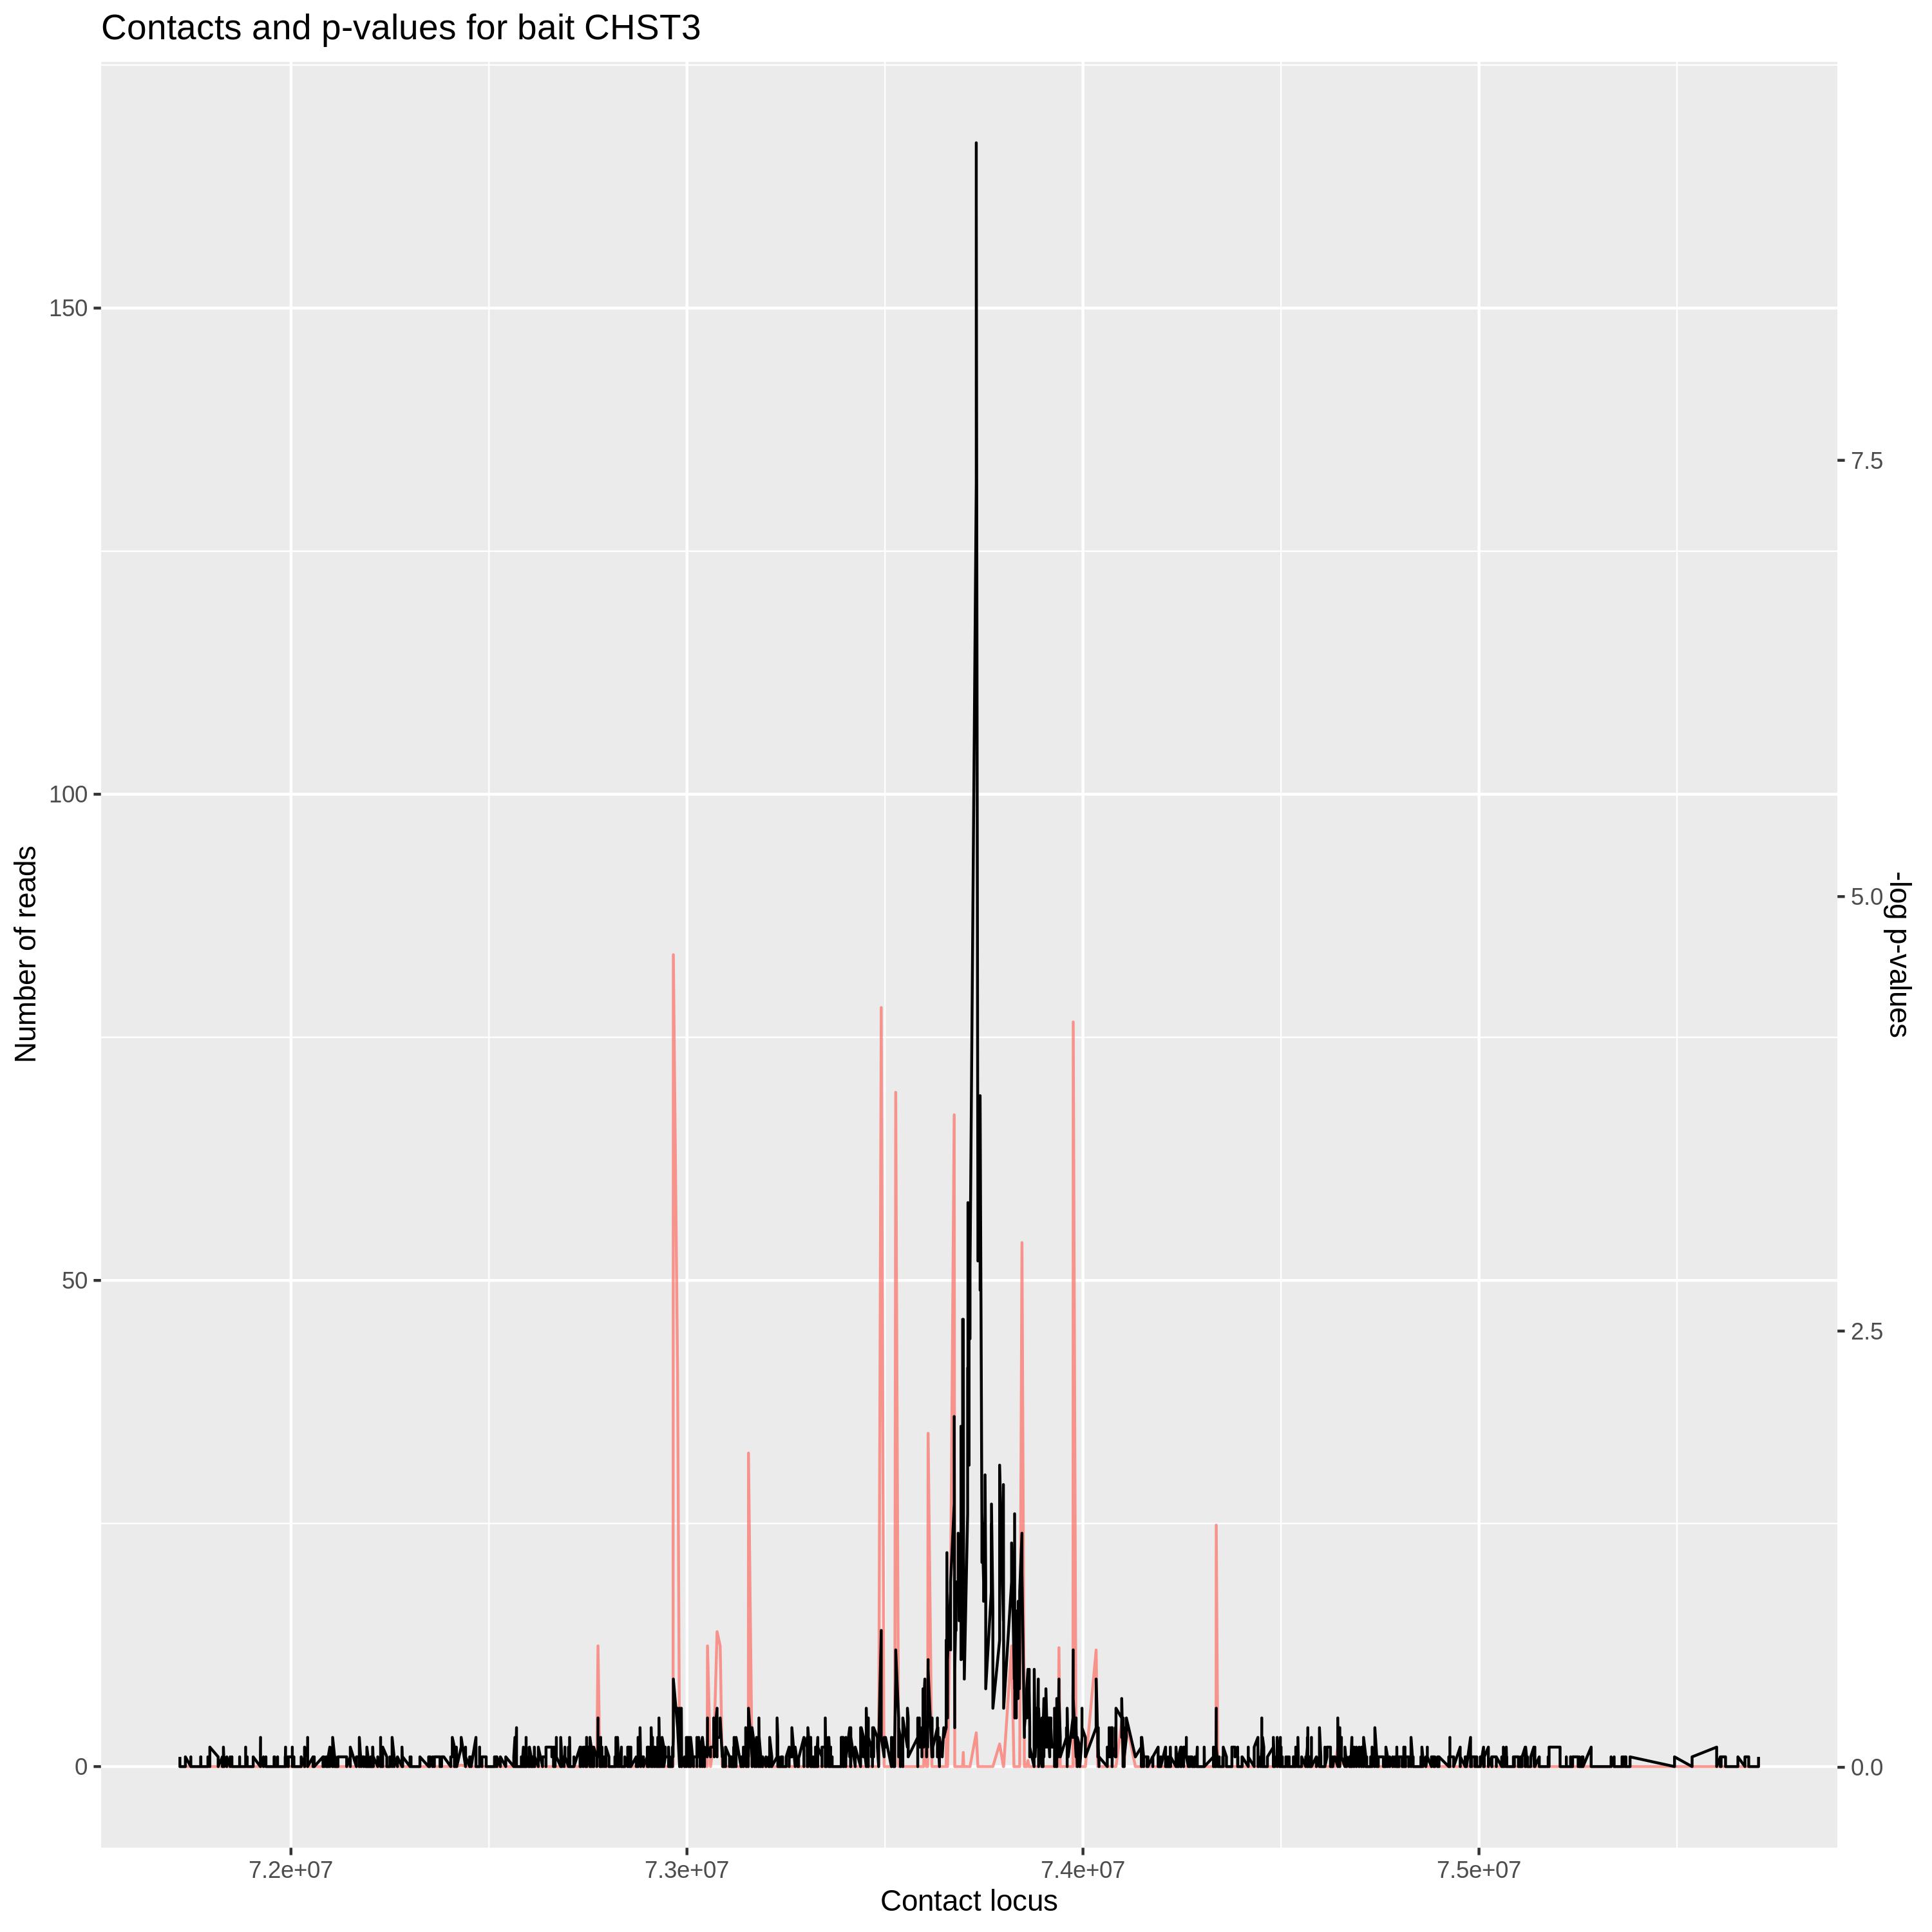 Contacts and p-values for bait CHST3
150
100
50
0
Number of reads
7.5
5.0
2.5
0.0
-log p-values
7.2e+07
7.3e+07
7.4e+07
7.5e+07
Contact locus